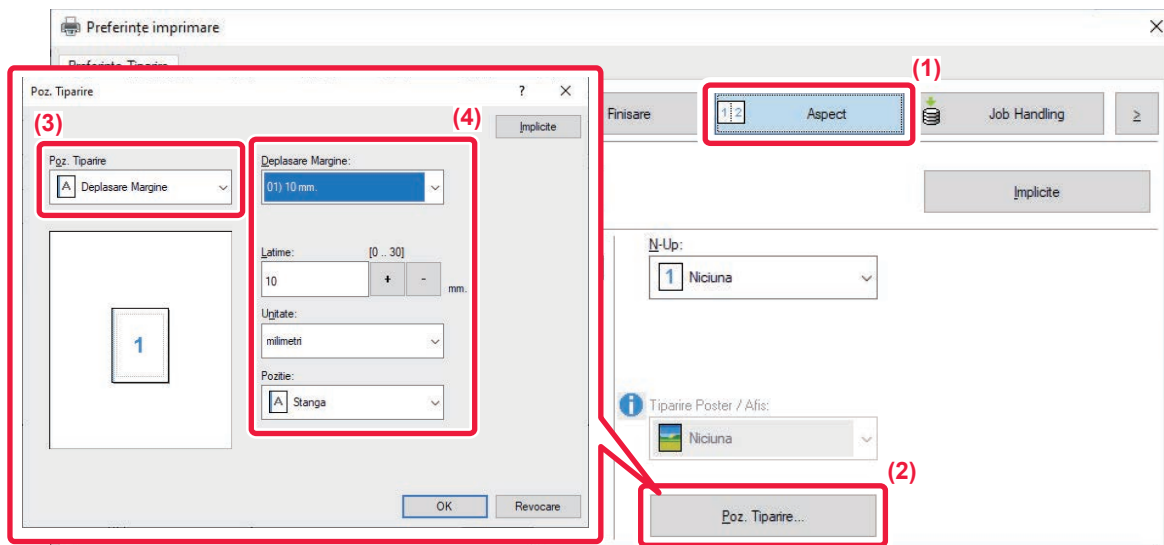 Preferințe imprimare
Preferințe Tiparire
(1)
Finisare
1 2 Aspect
Job Handling
≥
Implicite
N-Up:
1 Niciuna
Tiparire Poster / Afis:
Niciuna
(2)
Poz. Tiparire...
Poz. Tiparire
?
(3)
(4)
Implicite
Poz. Tiparire
A Deplasare Margine
Deplasare Margine:
01) 10 mm.
Latime: [0 .. 30]
10 + - mm.
Unitate:
milimetri
Pozitie:
A Stanga
1
OK
Revocare